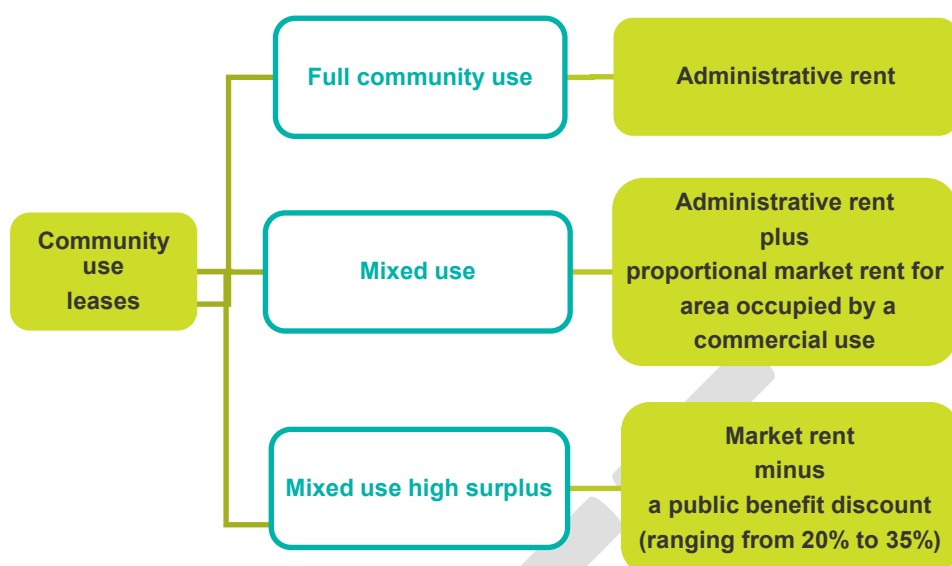 Full community use
Administrative rent
Community
use
leases
Mixed use
Administrative rent
plus
proportional market rent for
area occupied by a
commercial use
Mixed use high surplus
Market rent
minus
a public benefit discount
(ranging from 20% to 35%)